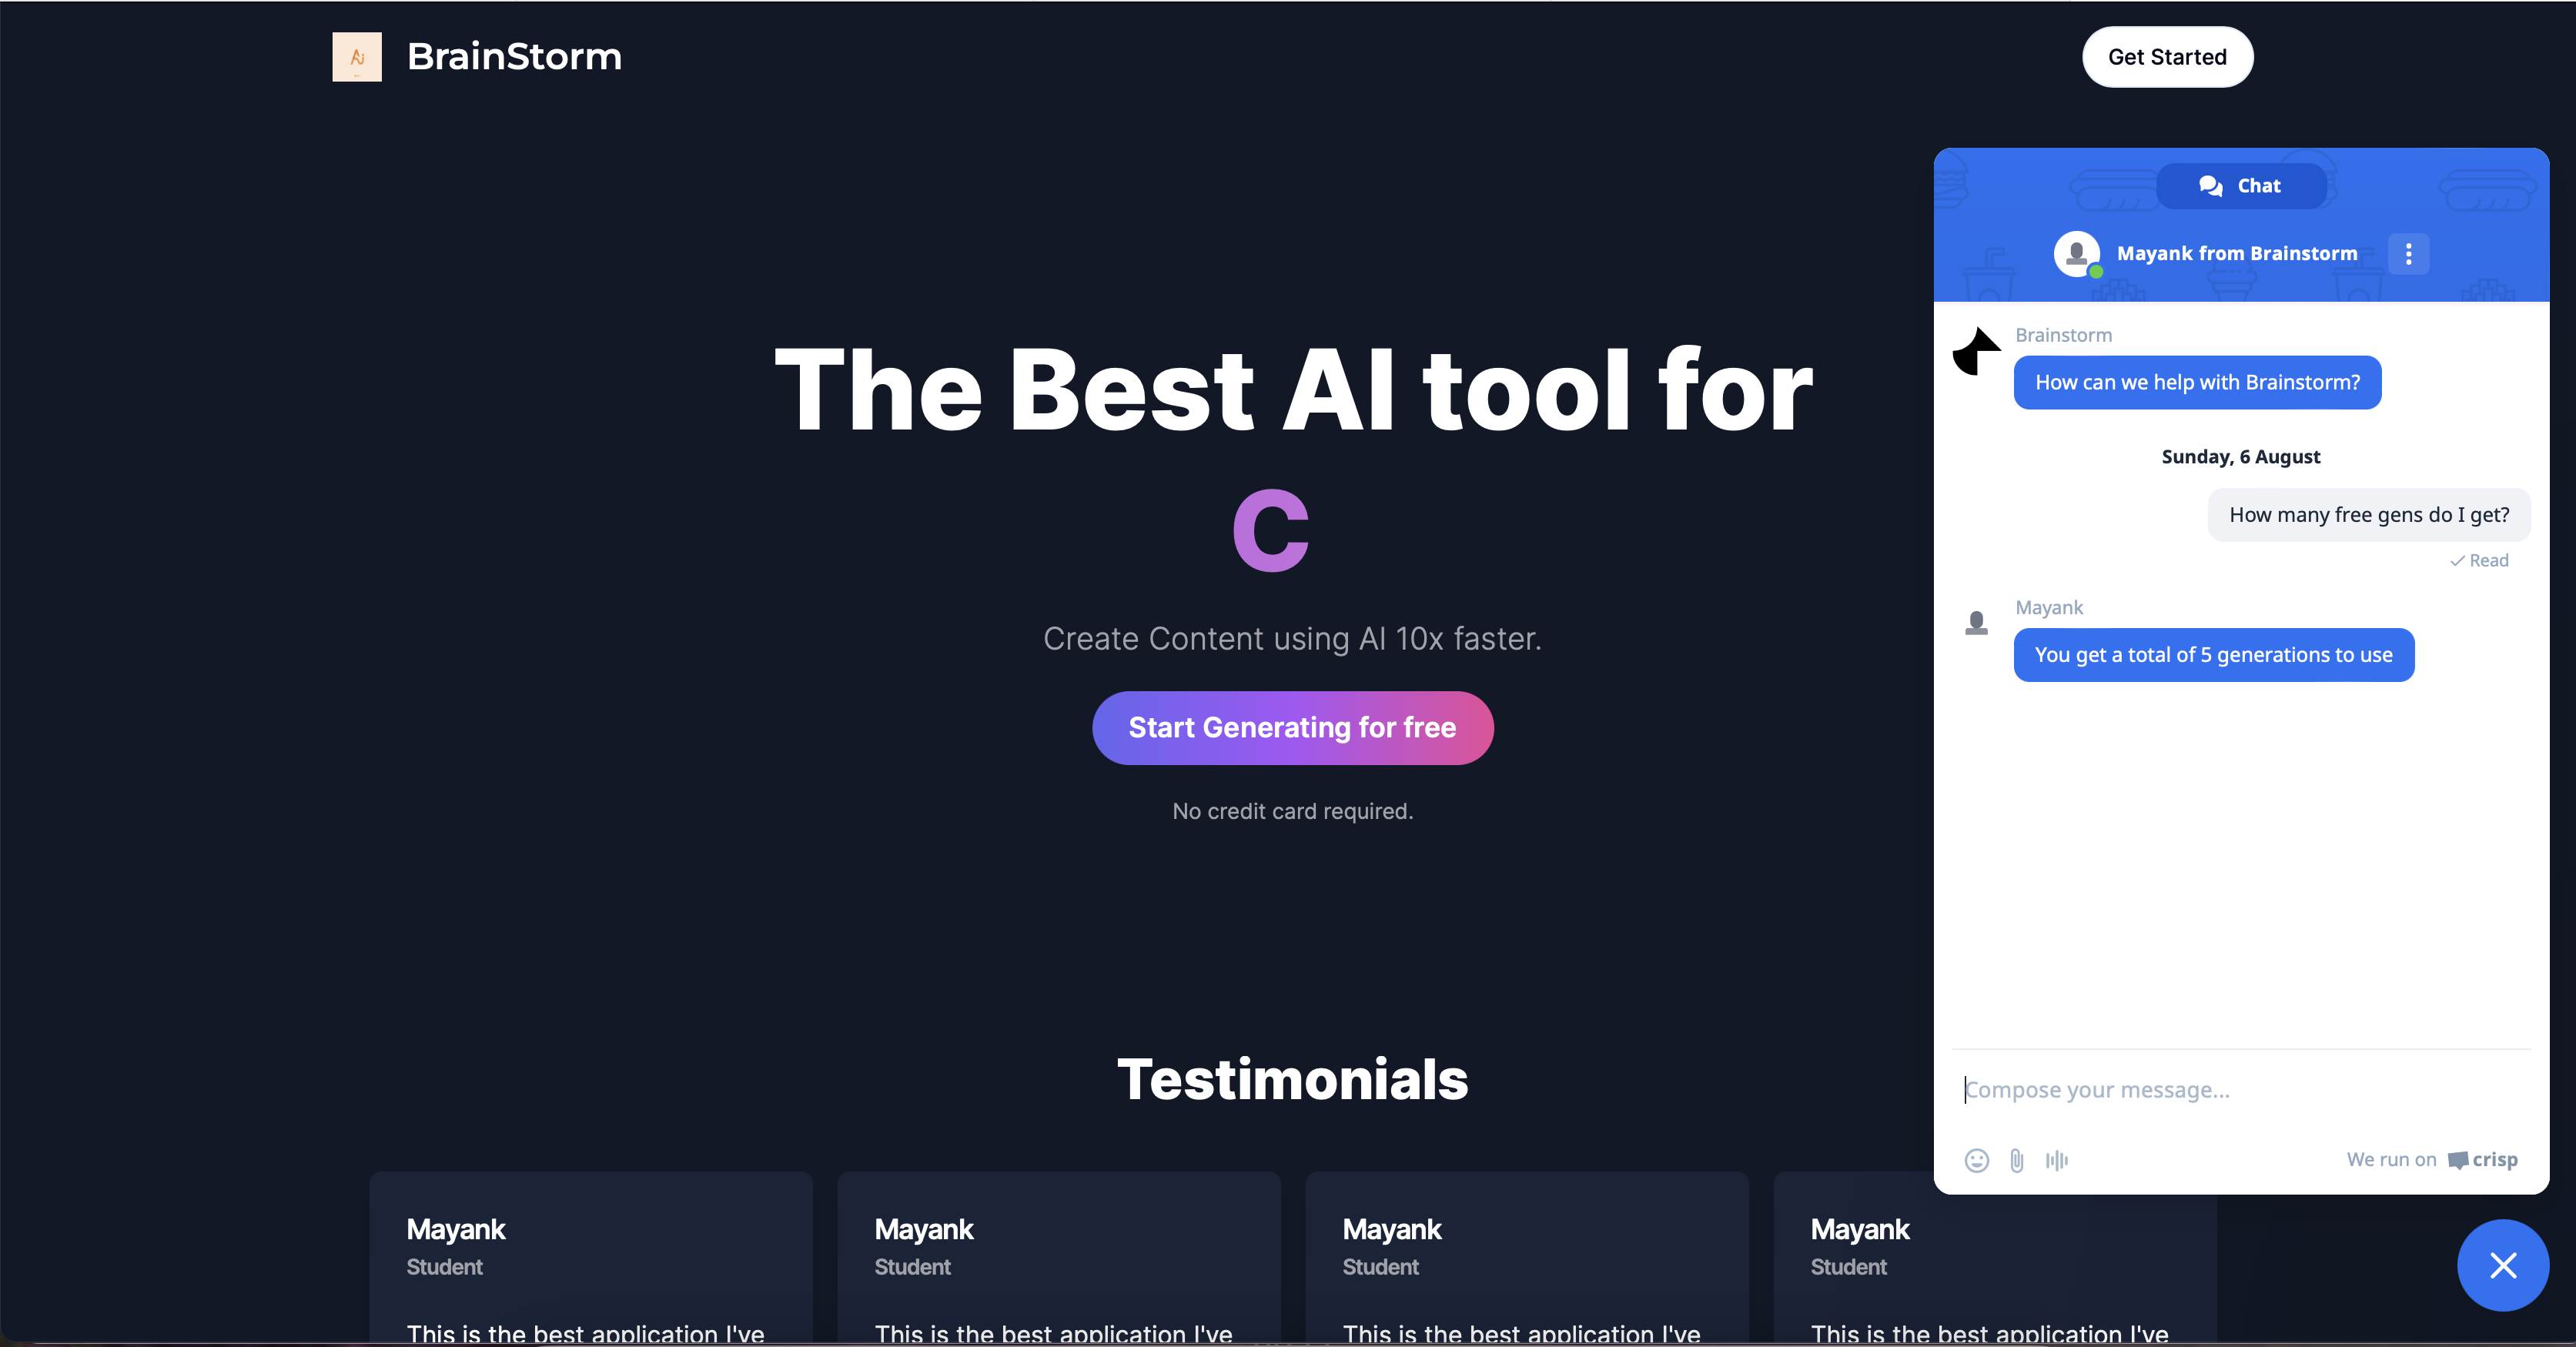 BrainStorm
Get Started
The Best AI tool for
C
Create Content using AI 10x faster.
Start Generating for free
No credit card required.
Testimonials
Mayank
Student
This is the best application I've
Mayank
Student
This is the best application I've
Mayank
Student
This is the best application I've
Mayank
Student
This is the best application I've
Chat
Mayank from Brainstorm
Brainstorm
How can we help with Brainstorm?
Sunday, 6 August
How many free gens do I get?
Read
Mayank
You get a total of 5 generations to use
Compose your message...
We run on crisp